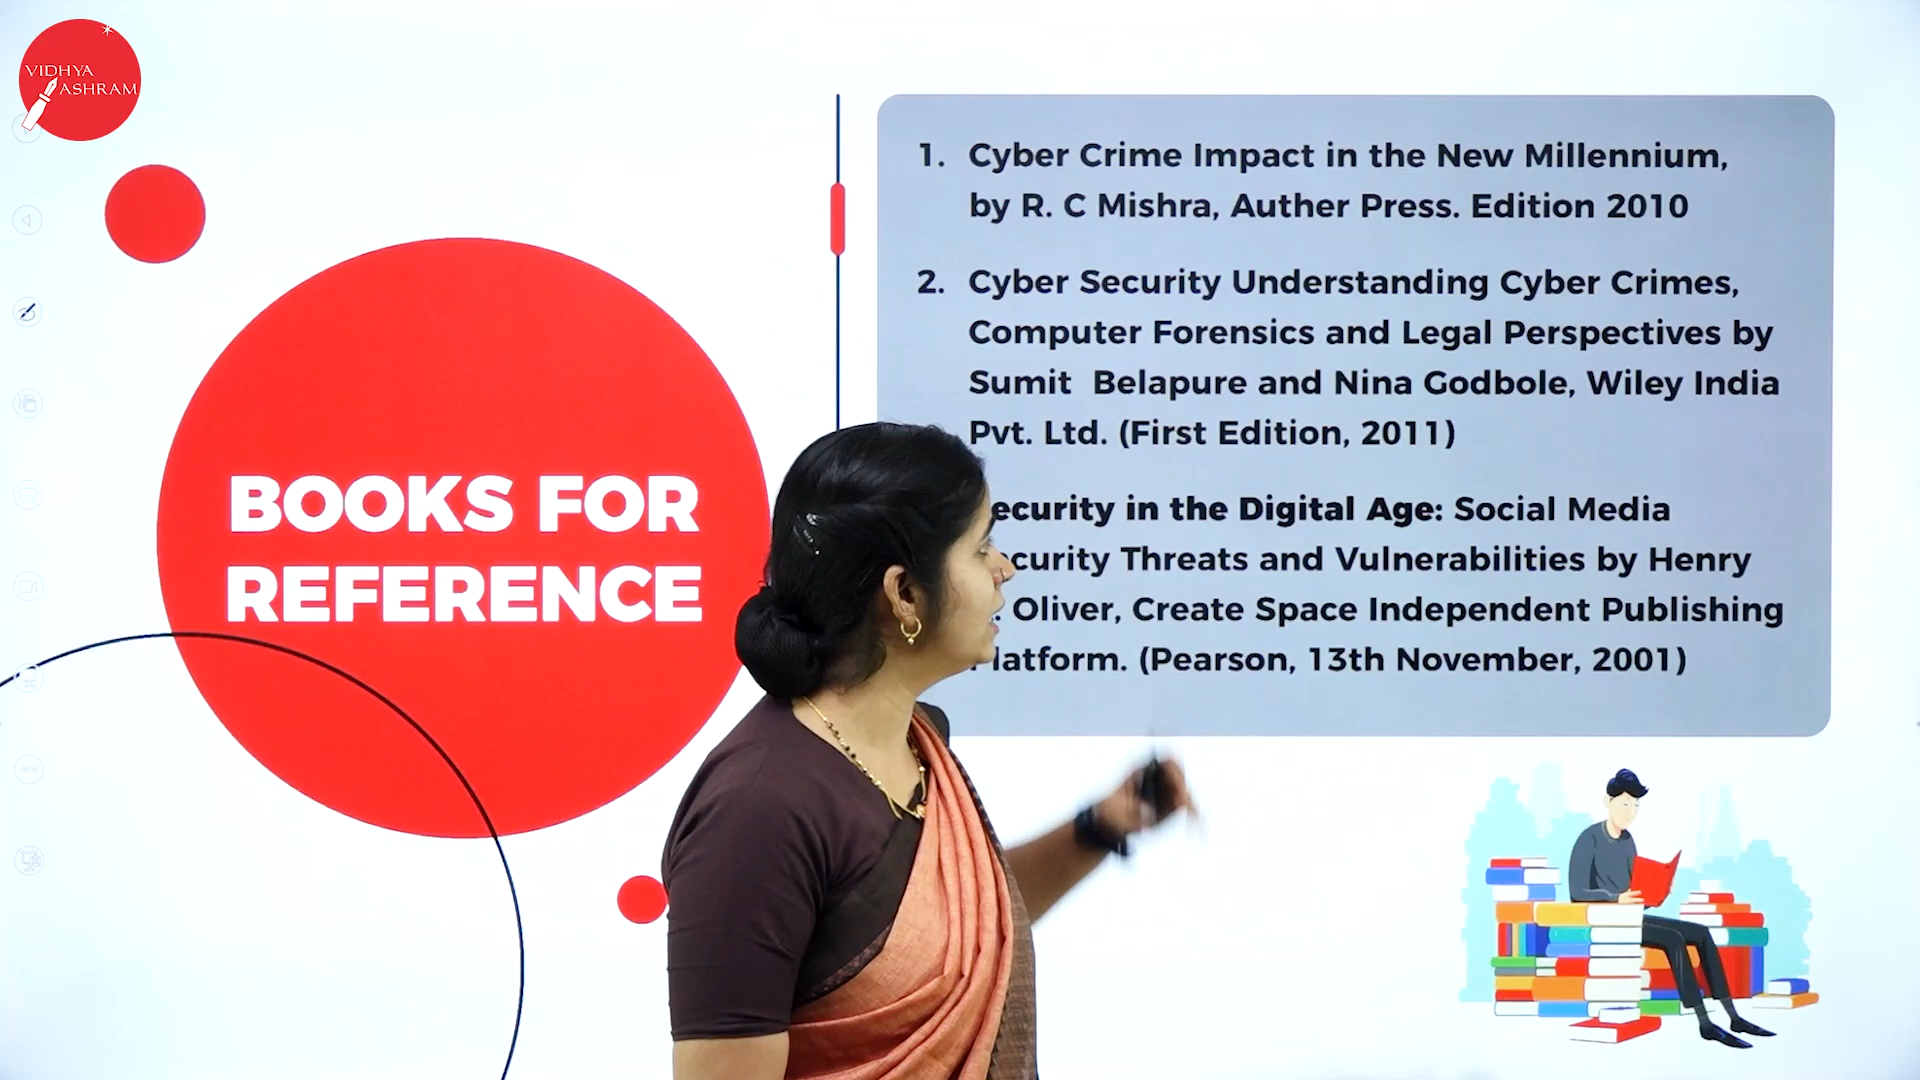 VIDHYA
ASHRAM
BOOKS FOR
REFERENCE
1. Cyber Crime Impact in the New Millennium,
by R. C Mishra, Auther Press. Edition 2010
2. Cyber Security Understanding Cyber Crimes,
Computer Forensics and Legal Perspectives by
Sumit Belapure and Nina Godbole, Wiley India
Pvt. Ltd. (First Edition, 2011)
in the Digital Age: Social Media
Threats and Vulnerabilities by Henry
Oliver, Create Space Independent Publishing
(Pearson, 13th November, 2001)